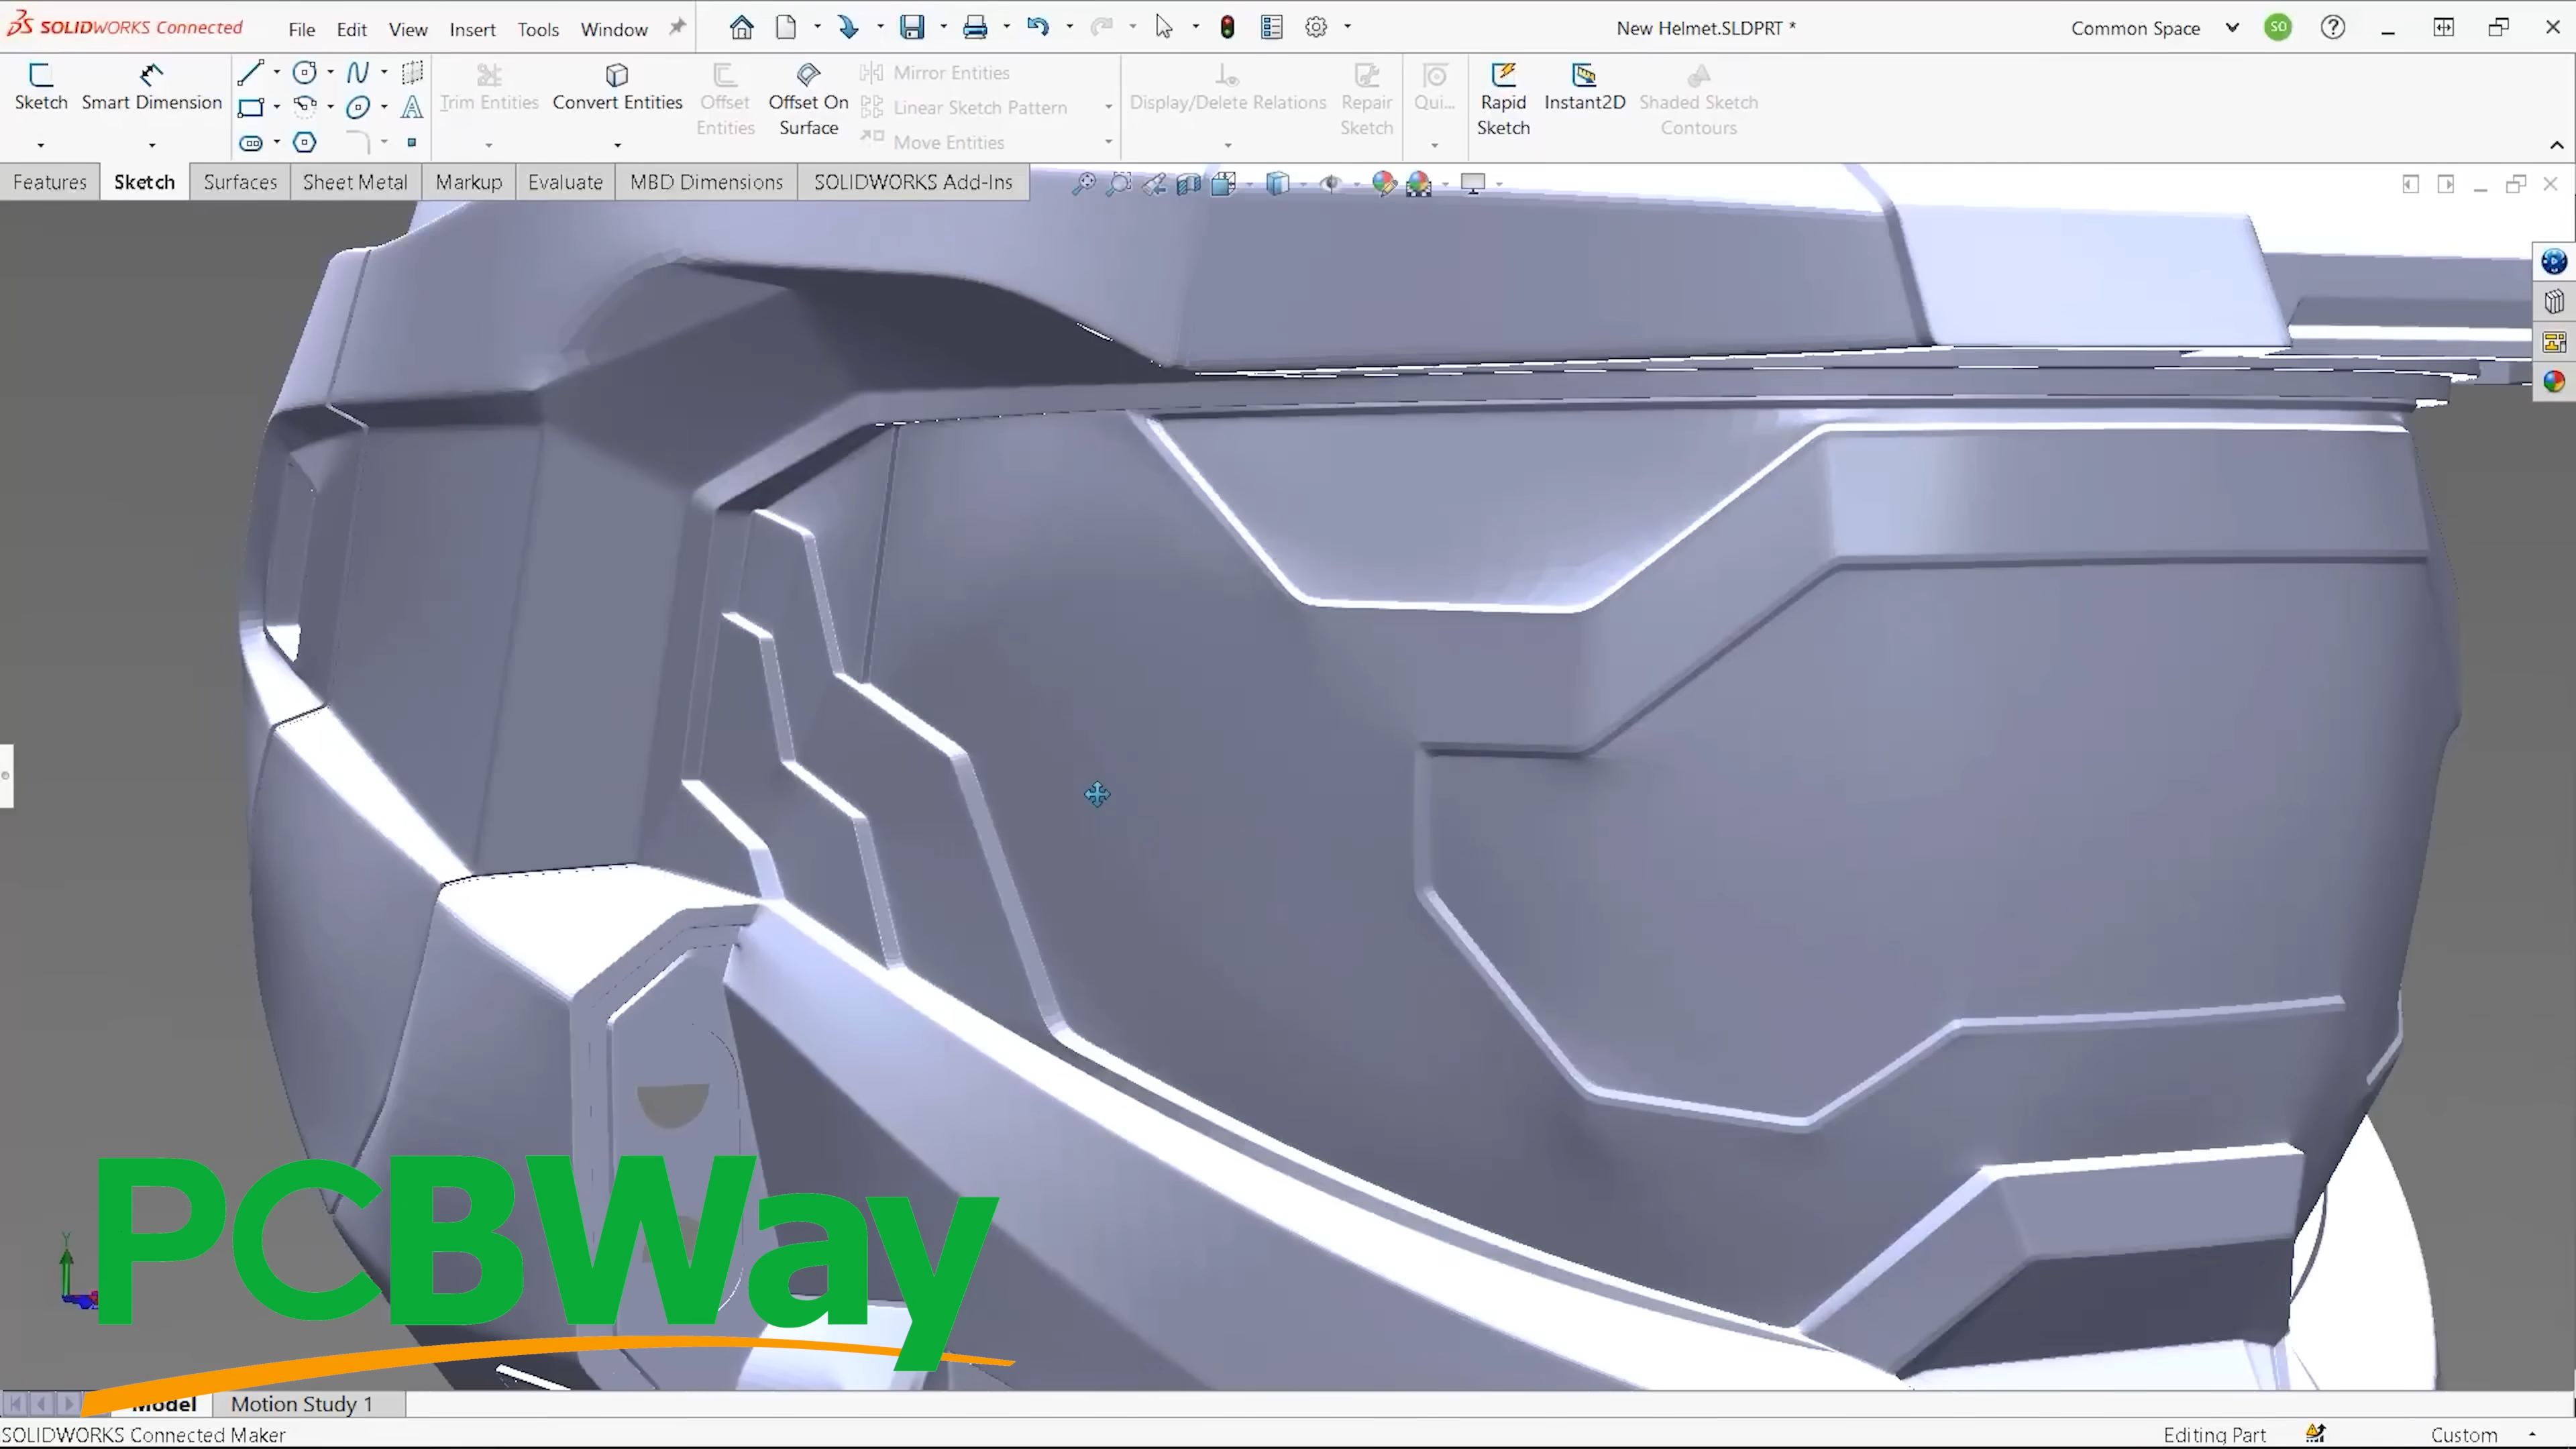 SOLIDWORKS Connected
File Edit View Insert Tools Window
New Helmet.SLDPRT *
Common Space
SO
Sketch
Smart Dimension
Trim Entities
Convert Entities
Offset
Entities
Offset On
Surface
Mirror Entities
Linear Sketch Pattern
Move Entities
Display/Delete Relations
Repair
Sketch
Qui...
Rapid
Sketch
Instant2D
Shaded Sketch
Contours
Features Sketch Surfaces Sheet Metal Markup Evaluate MBD Dimensions SOLIDWORKS Add-Ins
Y
PCBWay
Model Motion Study 1
SOLIDWORKS Connected Maker
Editing Part
Custom